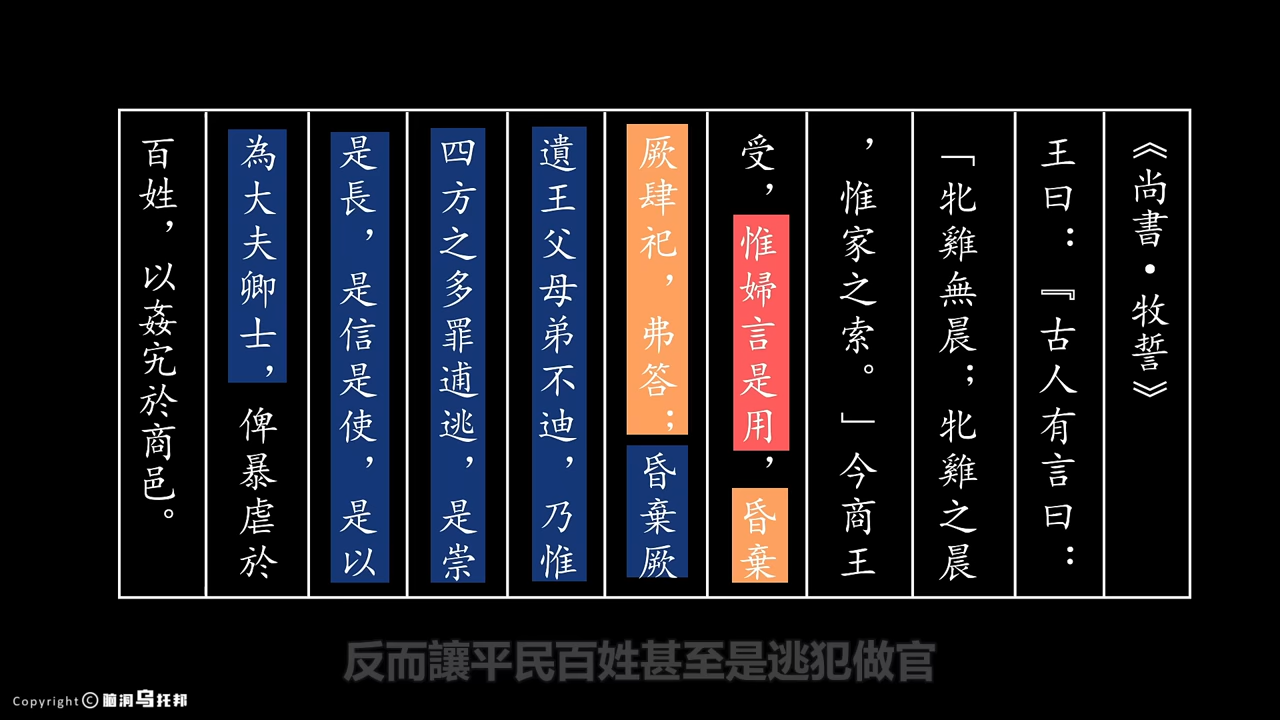 《尚書·牧誓》
王曰：『古人有言曰：
「牝雞無晨；牝雞之晨
，惟家之索。」今商王
受，惟婦言是用，昏棄
厥肆祀，弗答；昏棄厥
遺王父母弟不迪，乃惟
四方之多罪逋逃，是崇
是長，是信是使，是以
為大夫卿士，俾暴虐於
百姓，以姦宄於商邑。
反而讓平民百姓甚至是逃犯做官
Copyright © 脑洞乌托邦